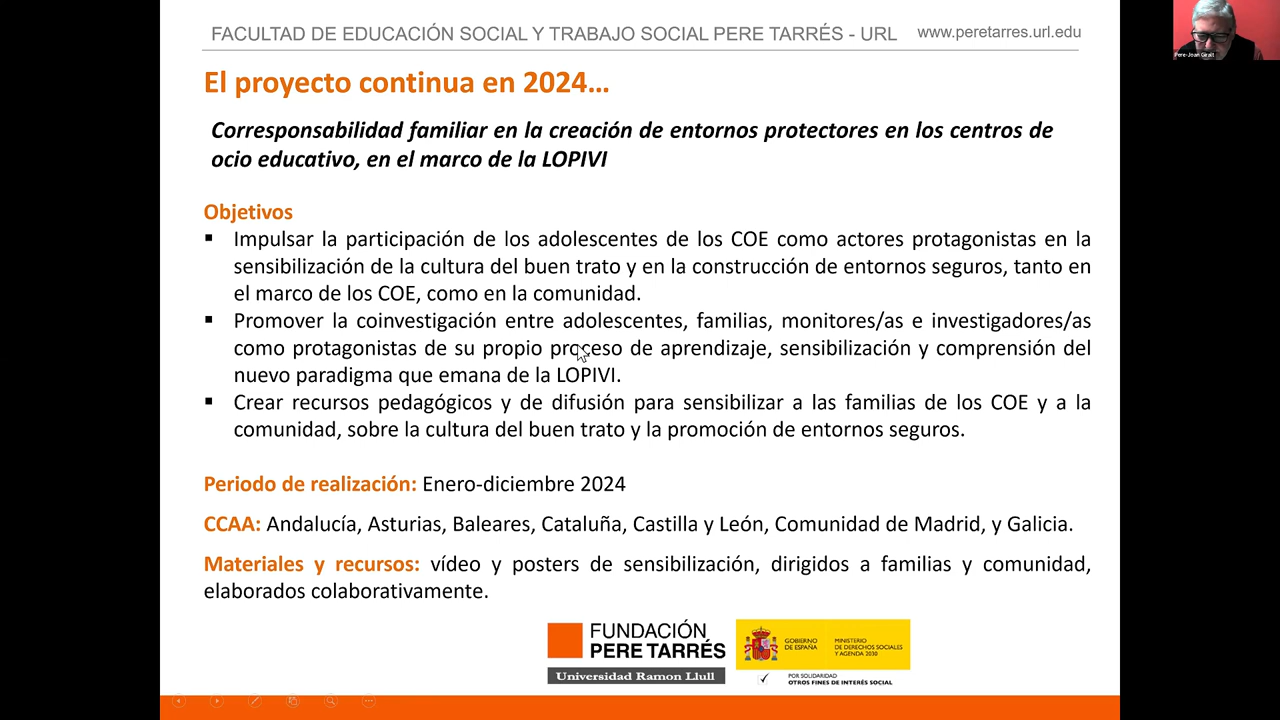 FACULTAD DE EDUCACIÓN SOCIAL Y TRABAJO SOCIAL PERE TARRÉS - URL www.peretarres.url.edu
Pere-Joan Giralt
El proyecto continua en 2024...
Corresponsabilidad familiar en la creación de entornos protectores en los centros de
ocio educativo, en el marco de la LOPIVI
Objetivos
▪ Impulsar la participación de los adolescentes de los COE como actores protagonistas en la
sensibilización de la cultura del buen trato y en la construcción de entornos seguros, tanto en
el marco de los COE, como en la comunidad.
▪ Promover la coinvestigación entre adolescentes, familias, monitores/as e investigadores/as
como protagonistas de su propio proceso de aprendizaje, sensibilización y comprensión del
nuevo paradigma que emana de la LOPIVI.
▪ Crear recursos pedagógicos y de difusión para sensibilizar a las familias de los COE y a la
comunidad, sobre la cultura del buen trato y la promoción de entornos seguros.
Periodo de realización: Enero-diciembre 2024
CCAA: Andalucía, Asturias, Baleares, Cataluña, Castilla y León, Comunidad de Madrid, y Galicia.
Materiales y recursos: vídeo y posters de sensibilización, dirigidos a familias y comunidad,
elaborados colaborativamente.
FUNDACIÓN
PERE TARRÉS
Universidad Ramon Llull
GOBIERNO
DE ESPAÑA
MINISTERIO
DE DERECHOS SOCIALES
Y AGENDA 2030
POR SOLIDARIDAD
OTROS FINES DE INTERÉS SOCIAL